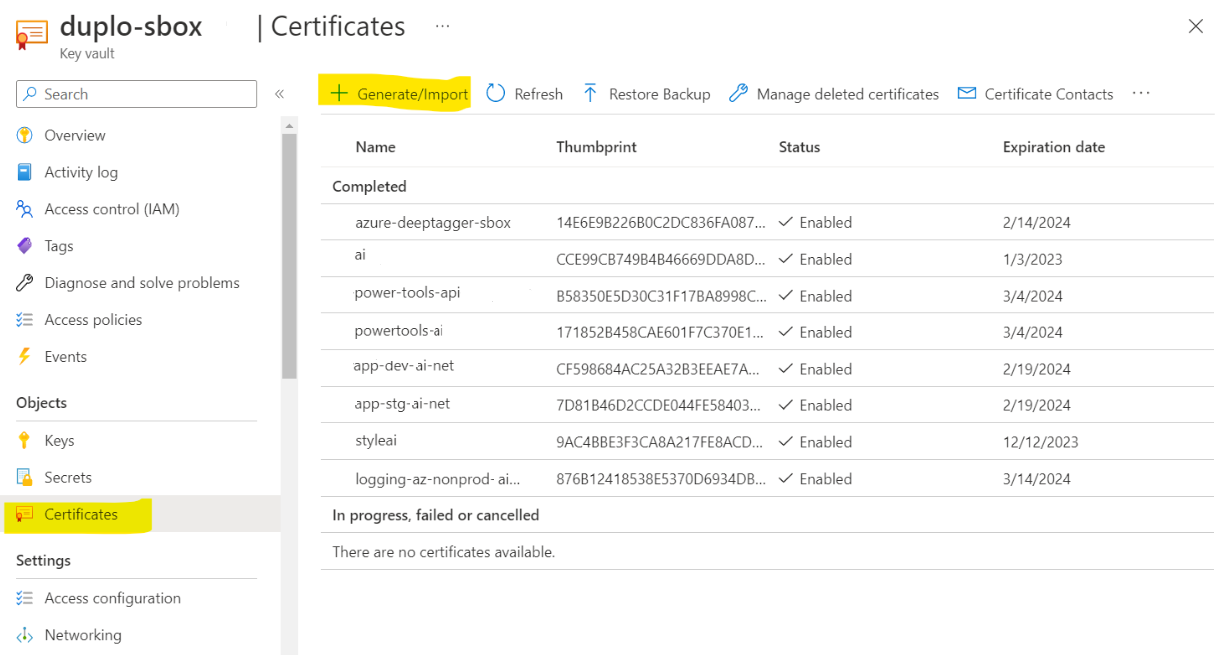 duplo-sbox | Certificates ...
Key vault
Search «
Generate/Import Refresh Restore Backup Manage deleted certificates Certificate Contacts ...
Overview
Activity log
Access control (IAM)
Tags
Diagnose and solve problems
Access policies
Events
Objects
Keys
Secrets
Certificates
Settings
Access configuration
Networking
Name Thumbprint Status Expiration date
Completed
azure-deeptagger-sbox 14E6E9B226B0C2DC836FA087... Enabled 2/14/2024
ai CCE99CB749B4B46669DDA8D... Enabled 1/3/2023
power-tools-api B58350E5D30C31F17BA8998C... Enabled 3/4/2024
powertools-ai 171852B458CAE601F7C370E1... Enabled 3/4/2024
app-dev-ai-net CF598684AC25A32B3EEAE7A... Enabled 2/19/2024
app-stg-ai-net 7D81B46D2CCDE044FE58403... Enabled 2/19/2024
styleai 9AC4BBE3F3CA8A217FE8ACD... Enabled 12/12/2023
logging-az-nonprod- ai... 876B12418538E5370D6934DB... Enabled 3/14/2024
In progress, failed or cancelled
There are no certificates available.